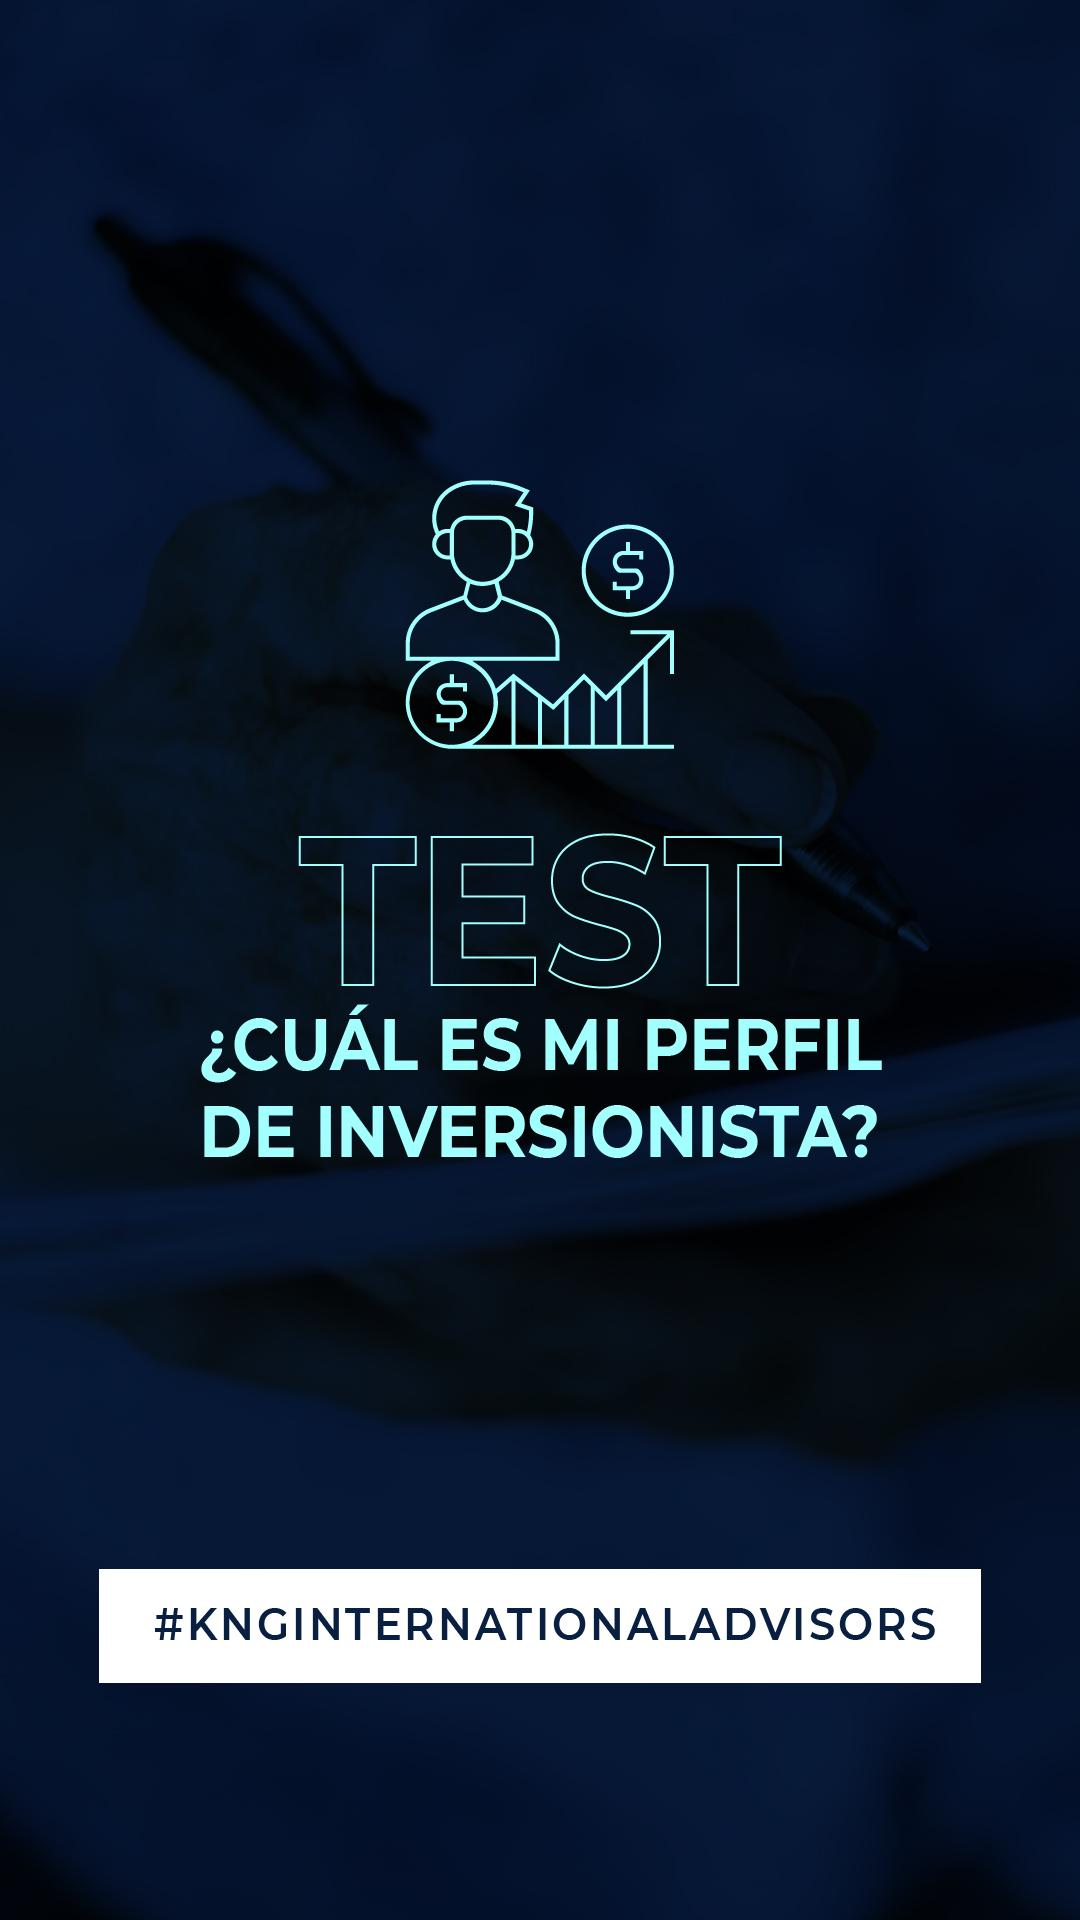 TEST
¿CUÁL ES MI PERFIL
DE INVERSIONISTA?
#KNGINTERNATIONALADVISORS